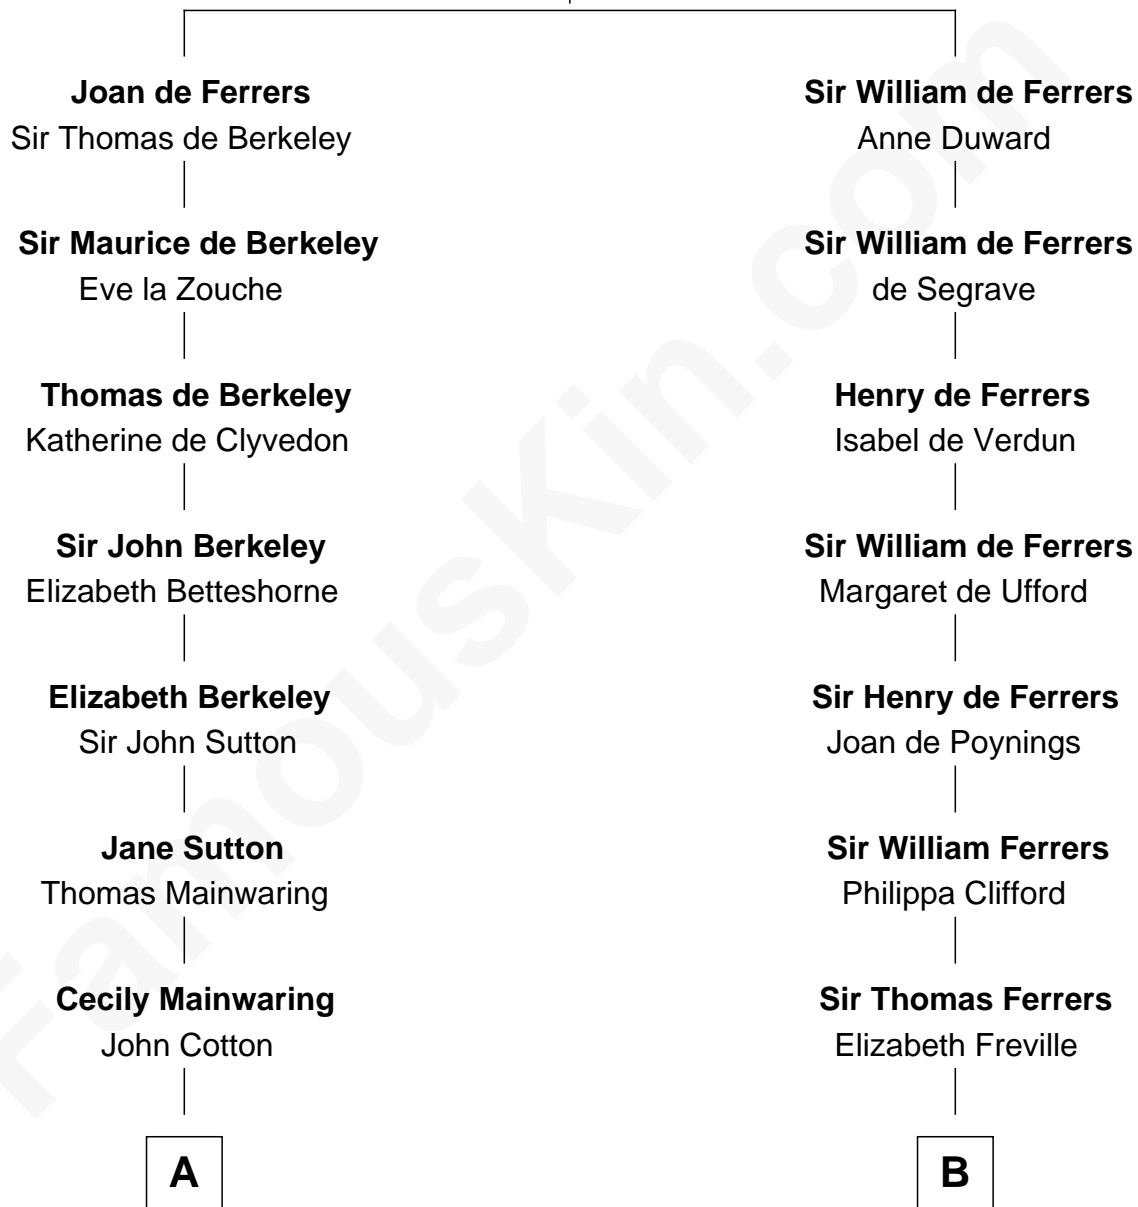 Joan de Ferrers
Sir Thomas de Berkeley
Sir Maurice de Berkeley
Eve la Zouche
Thomas de Berkeley
Katherine de Clyvedon
Sir John Berkeley
Elizabeth Betteshorne
Elizabeth Berkeley
Sir John Sutton
Jane Sutton
Thomas Mainwaring
Cecily Mainwaring
John Cotton
A
Sir William de Ferrers
Anne Duward
Sir William de Ferrers
de Segrave
Henry de Ferrers
Isabel de Verdun
Sir William de Ferrers
Margaret de Ufford
Sir Henry de Ferrers
Joan de Poynings
Sir William Ferrers
Philippa Clifford
Sir Thomas Ferrers
Elizabeth Freville
B
FamousKin.com